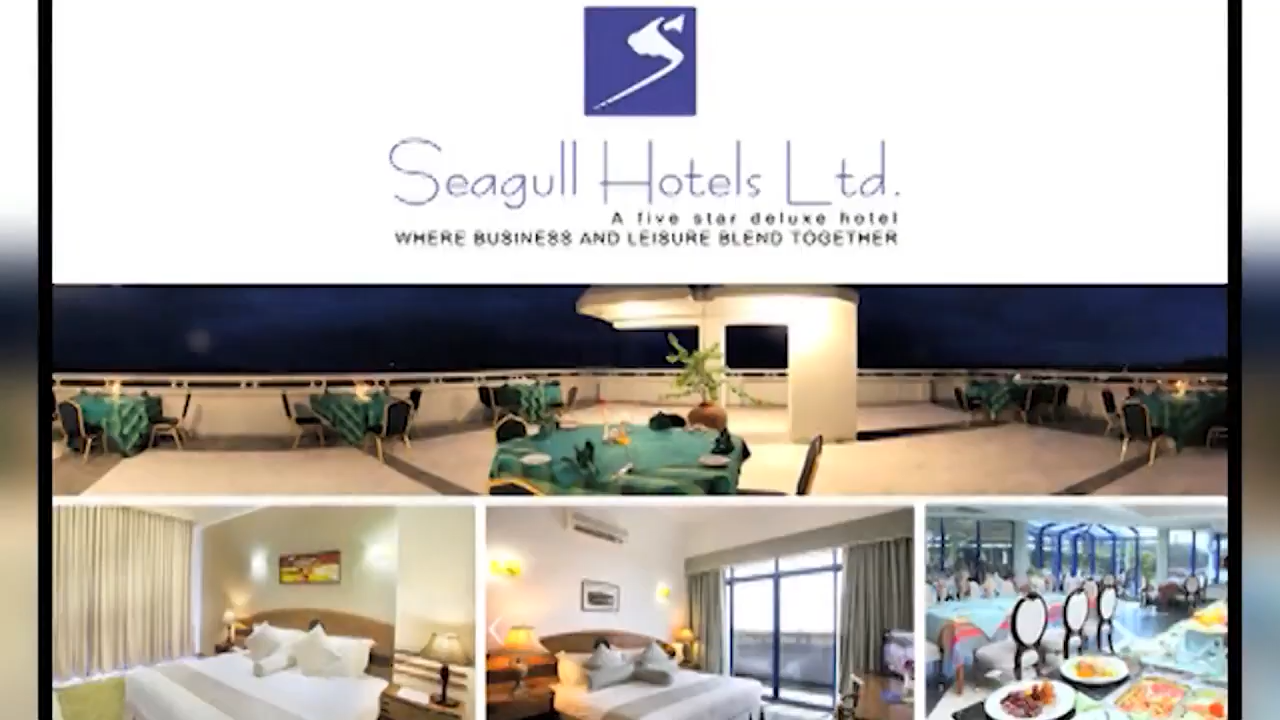 Seagull Hotels Ltd.
A five star deluxe hotel
WHERE BUSINESS AND LEISURE BLEND TOGETHER